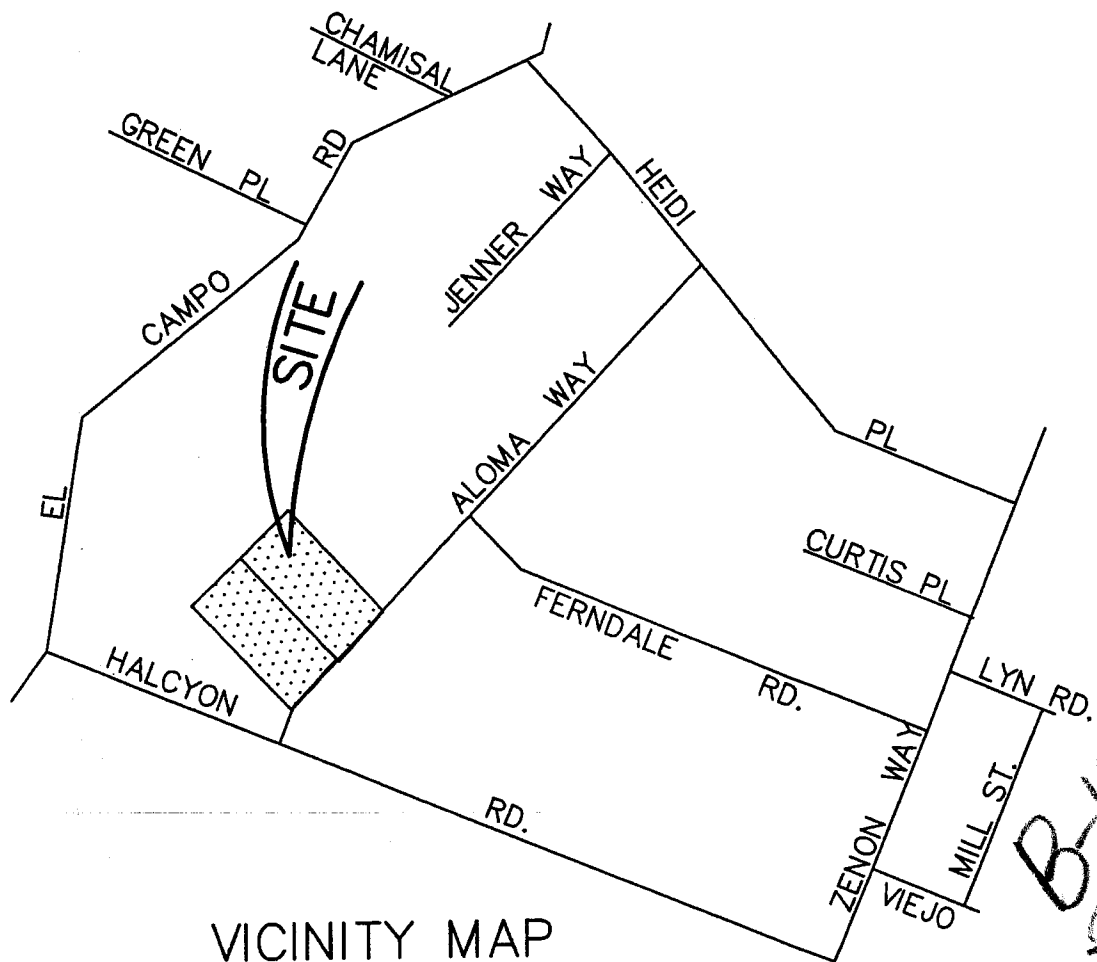 CHAMISAL
LANE
GREEN PL
RD
JENNER WAY
HEIDI
CAMPO
SITE
ALOMA WAY
PL
EL
CURTIS PL
FERNDALE
RD.
HALCYON
LYN RD.
ZENON WAY
MILL ST.
RD.
VIEJO
B
VICINITY MAP